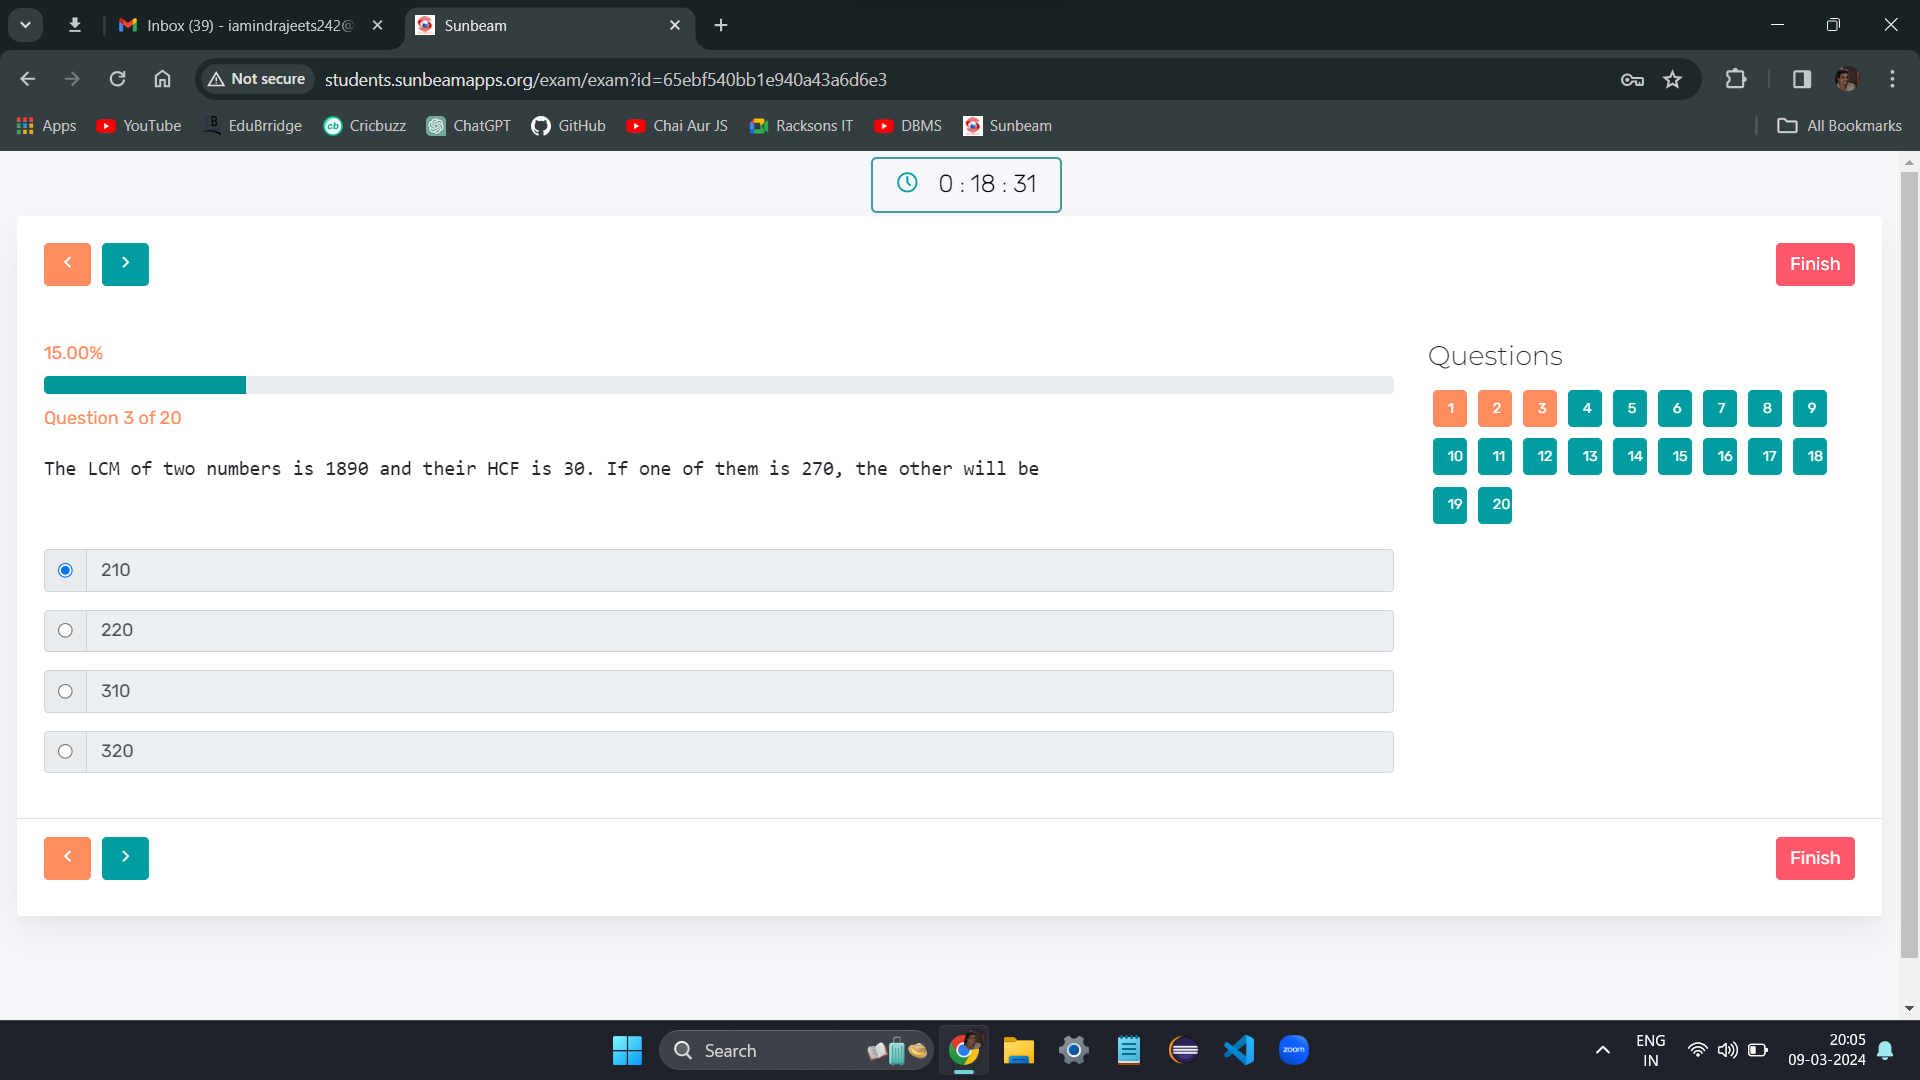 Inbox (39) - iamindrajeets242@
Sunbeam
Not secure
students.sunbeamapps.org/exam/exam?id=65ebf540bb1e940a43a6d6e3
Apps
YouTube
EduBrridge
Cricbuzz
ChatGPT
GitHub
Chai Aur JS
Racksons IT
DBMS
Sunbeam
All Bookmarks
0 : 18 : 31
Finish
15.00%
Question 3 of 20
The LCM of two numbers is 1890 and their HCF is 30. If one of them is 270, the other will be
210
220
310
320
Questions
1 2 3 4 5 6 7 8 9
10 11 12 13 14 15 16 17 18
19 20
Finish
Search
zoom
ENG
IN
20:05
09-03-2024